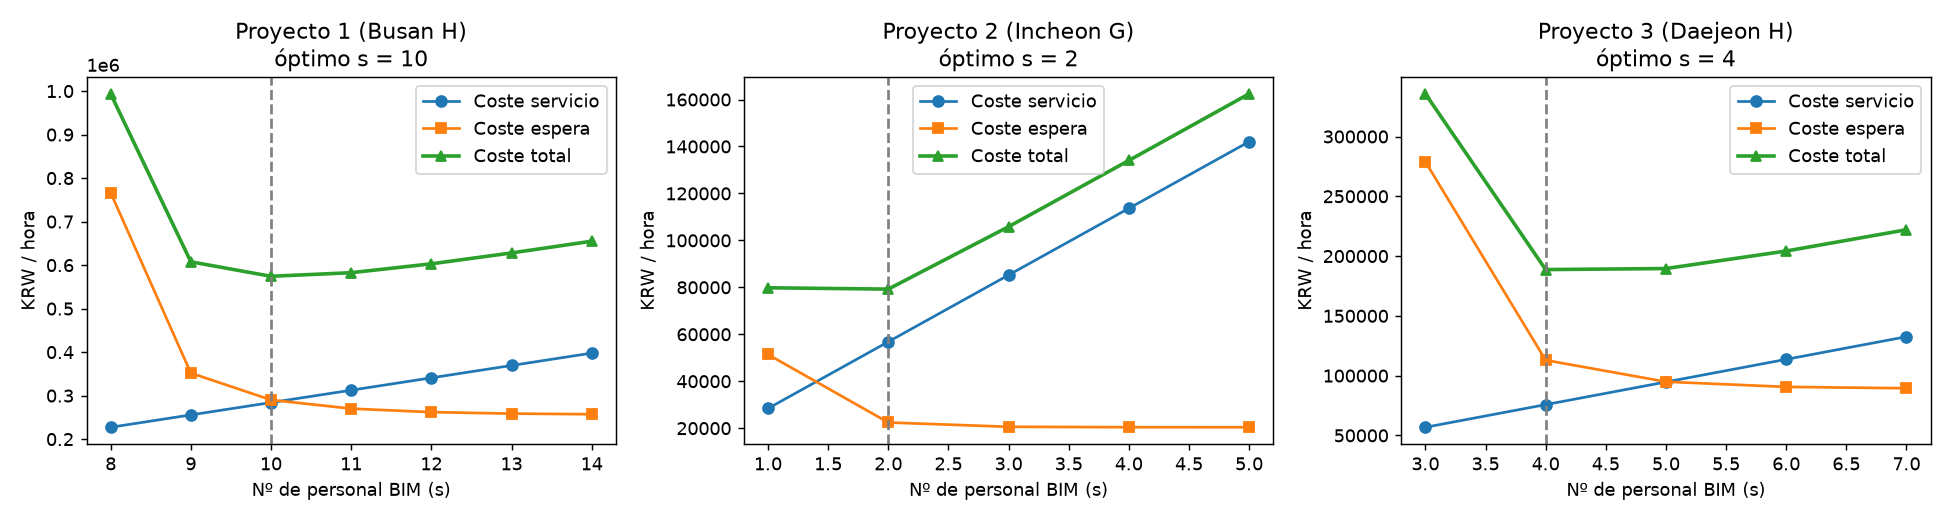 Proyecto 1 (Busan H)
óptimo s = 10
1e6
1.0
0.9
0.8
0.7
0.6
0.5
0.4
0.3
0.2
KRW / hora
Coste servicio
Coste espera
Coste total
8 9 10 11 12 13 14
Nº de personal BIM (s)
Proyecto 2 (Incheon G)
óptimo s = 2
160000
140000
120000
100000
80000
60000
40000
20000
KRW / hora
Coste servicio
Coste espera
Coste total
1.0 1.5 2.0 2.5 3.0 3.5 4.0 4.5 5.0
Nº de personal BIM (s)
Proyecto 3 (Daejeon H)
óptimo s = 4
300000
250000
200000
150000
100000
50000
KRW / hora
Coste servicio
Coste espera
Coste total
3.0 3.5 4.0 4.5 5.0 5.5 6.0 6.5 7.0
Nº de personal BIM (s)